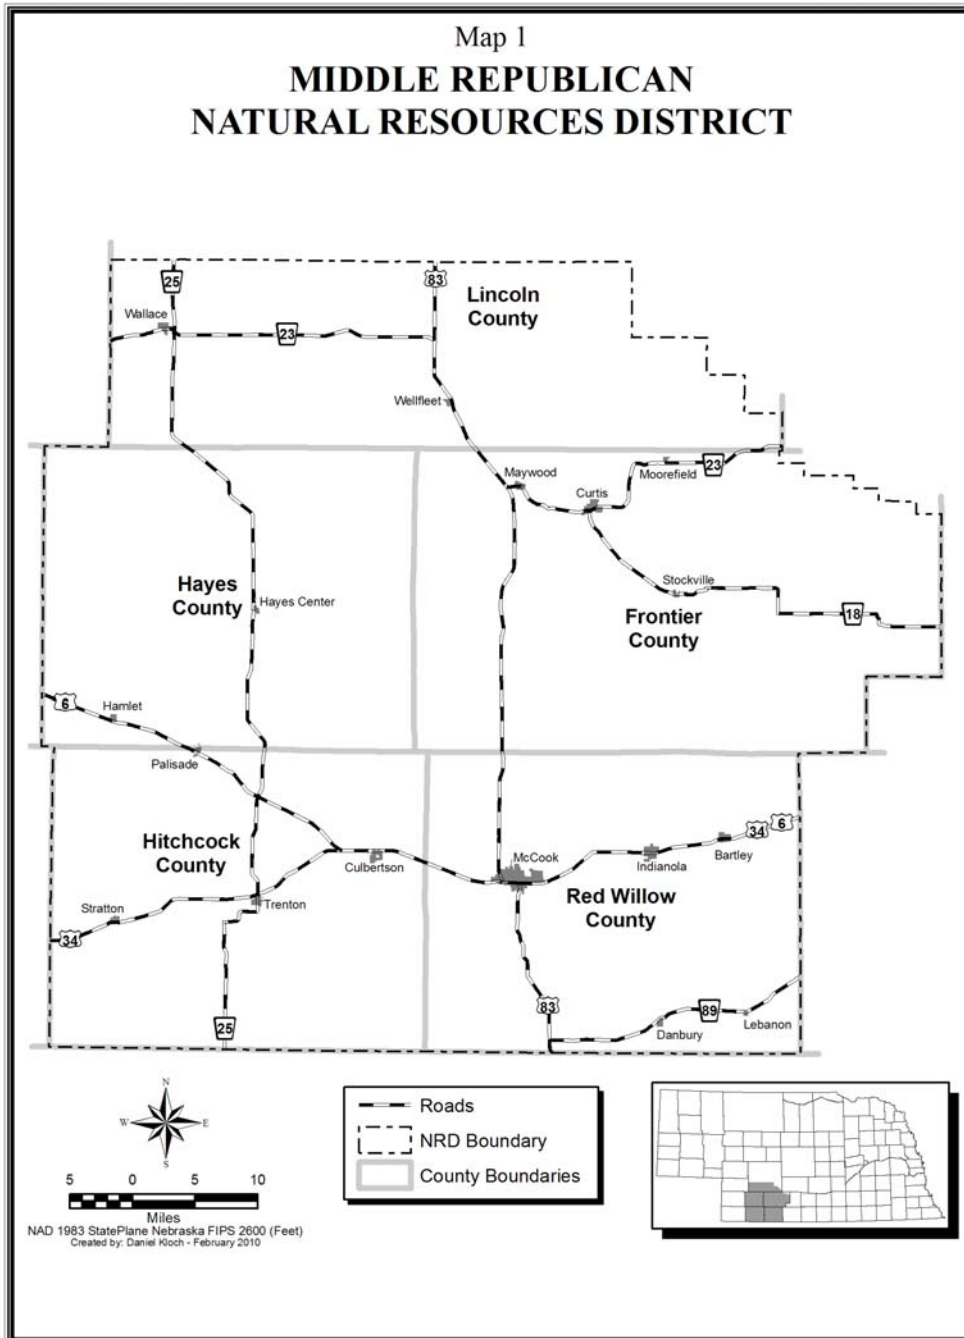 Map 1
MIDDLE REPUBLICAN
NATURAL RESOURCES DISTRICT
25
83
Lincoln
County
Wallace
23
Wellfleet
Maywood
Moorefield
23
Curtis
Hayes
County
Hayes Center
Stockville
Frontier
County
18
6
Hamlet
Palisade
Hitchcock
County
Culbertson
McCook
Indianola
Bartley
34
6
Red Willow
County
Stratton
Trenton
34
25
83
Danbury
89
Lebanon
N
W
E
S
5
0
5
10
Miles
NAD 1983 StatePlane Nebraska FIPS 2600 (Feet)
Created by: Daniel Kloch - February 2010
Roads
NRD Boundary
County Boundaries